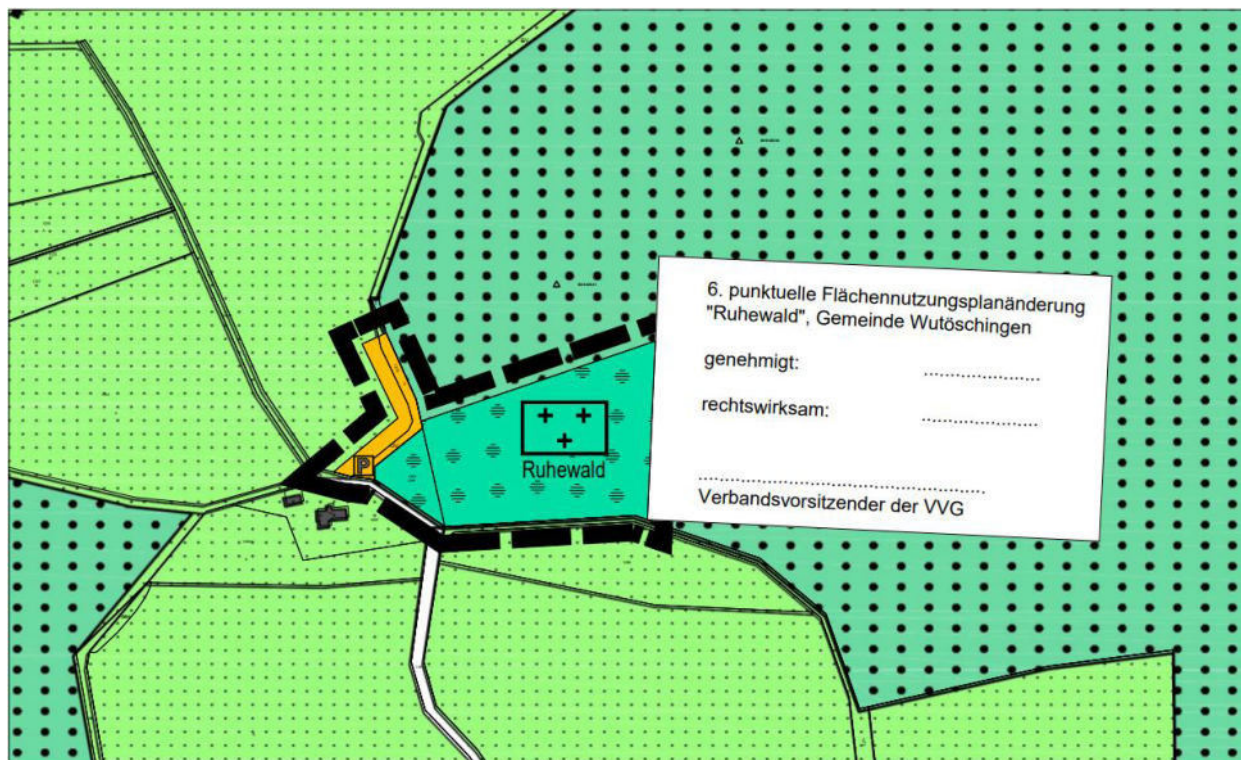 P
Ruhewald
6. punktuelle Flächennutzungsplanänderung
"Ruhewald", Gemeinde Wutöschingen
genehmigt: .....................
rechtswirksam: .....................
....................................................
Verbandsvorsitzender der VVG